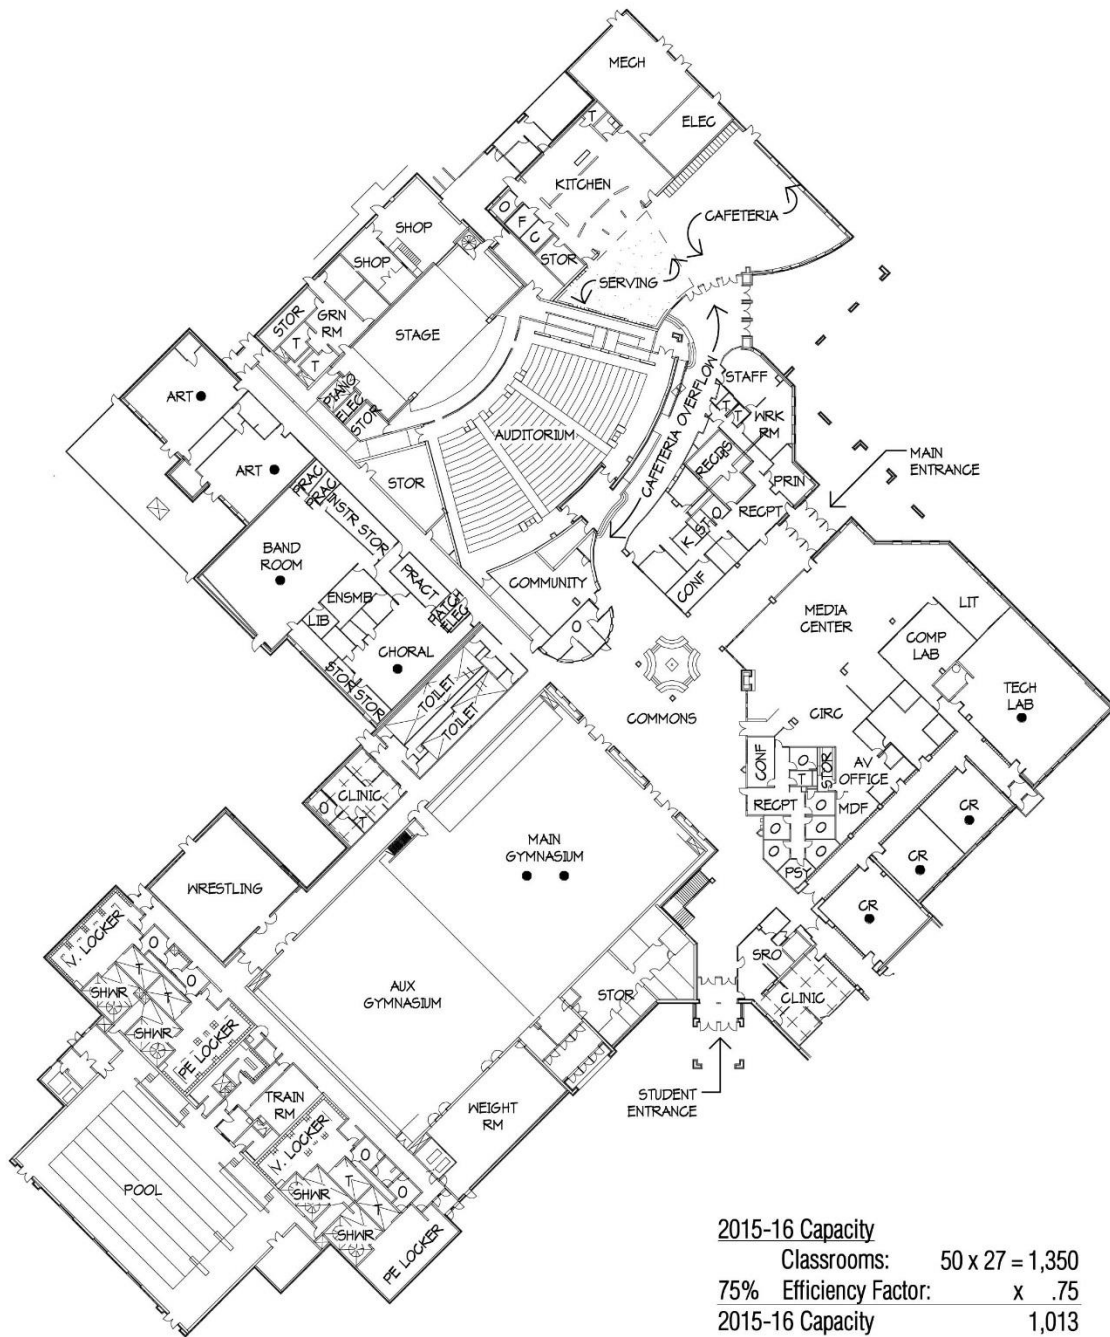 MECH
ELEC
T
KITCHEN
CAFETERIA
O
F
C
STOR
SERVING
SHOP
SHOP
STOR
GRN
RM
T
T
STAGE
PIANO
ELEC
STOR
AUDITORIUM
CAFETERIA OVERFLOW
STAFF
T
T
WRK
RM
RECDS
PRIN
MAIN
ENTRANCE
O
RECPT
ST
K
CONF
ART
ART
STOR
PRAC
PRAC
INSTR STOR
BAND
ROOM
ENSMB
LIB
PRACT
PATCH
ELEC
CHORAL
STOR
STOR
COMMUNITY
O
TOILET
TOILET
COMMONS
MEDIA
CENTER
LIT
COMP
LAB
TECH
LAB
CIRC
CONF
O
T
STOR
AV
OFFICE
RECPT
O
MDF
O
O
O
O
PSY
CR
CR
CR
CLINIC
O
T
MAIN
GYMNASIUM
WRESTLING
AUX
GYMNASIUM
V. LOCKER
O
O
T
T
SHWR
SHWR
PE LOCKER
STOR
SRO
CLINIC
STUDENT
ENTRANCE
TRAIN
RM
WEIGHT
RM
V. LOCKER
O
O
T
T
SHWR
SHWR
PE LOCKER
POOL
2015-16 Capacity
Classrooms: 50 x 27 = 1,350
75% Efficiency Factor: x .75
2015-16 Capacity 1,013